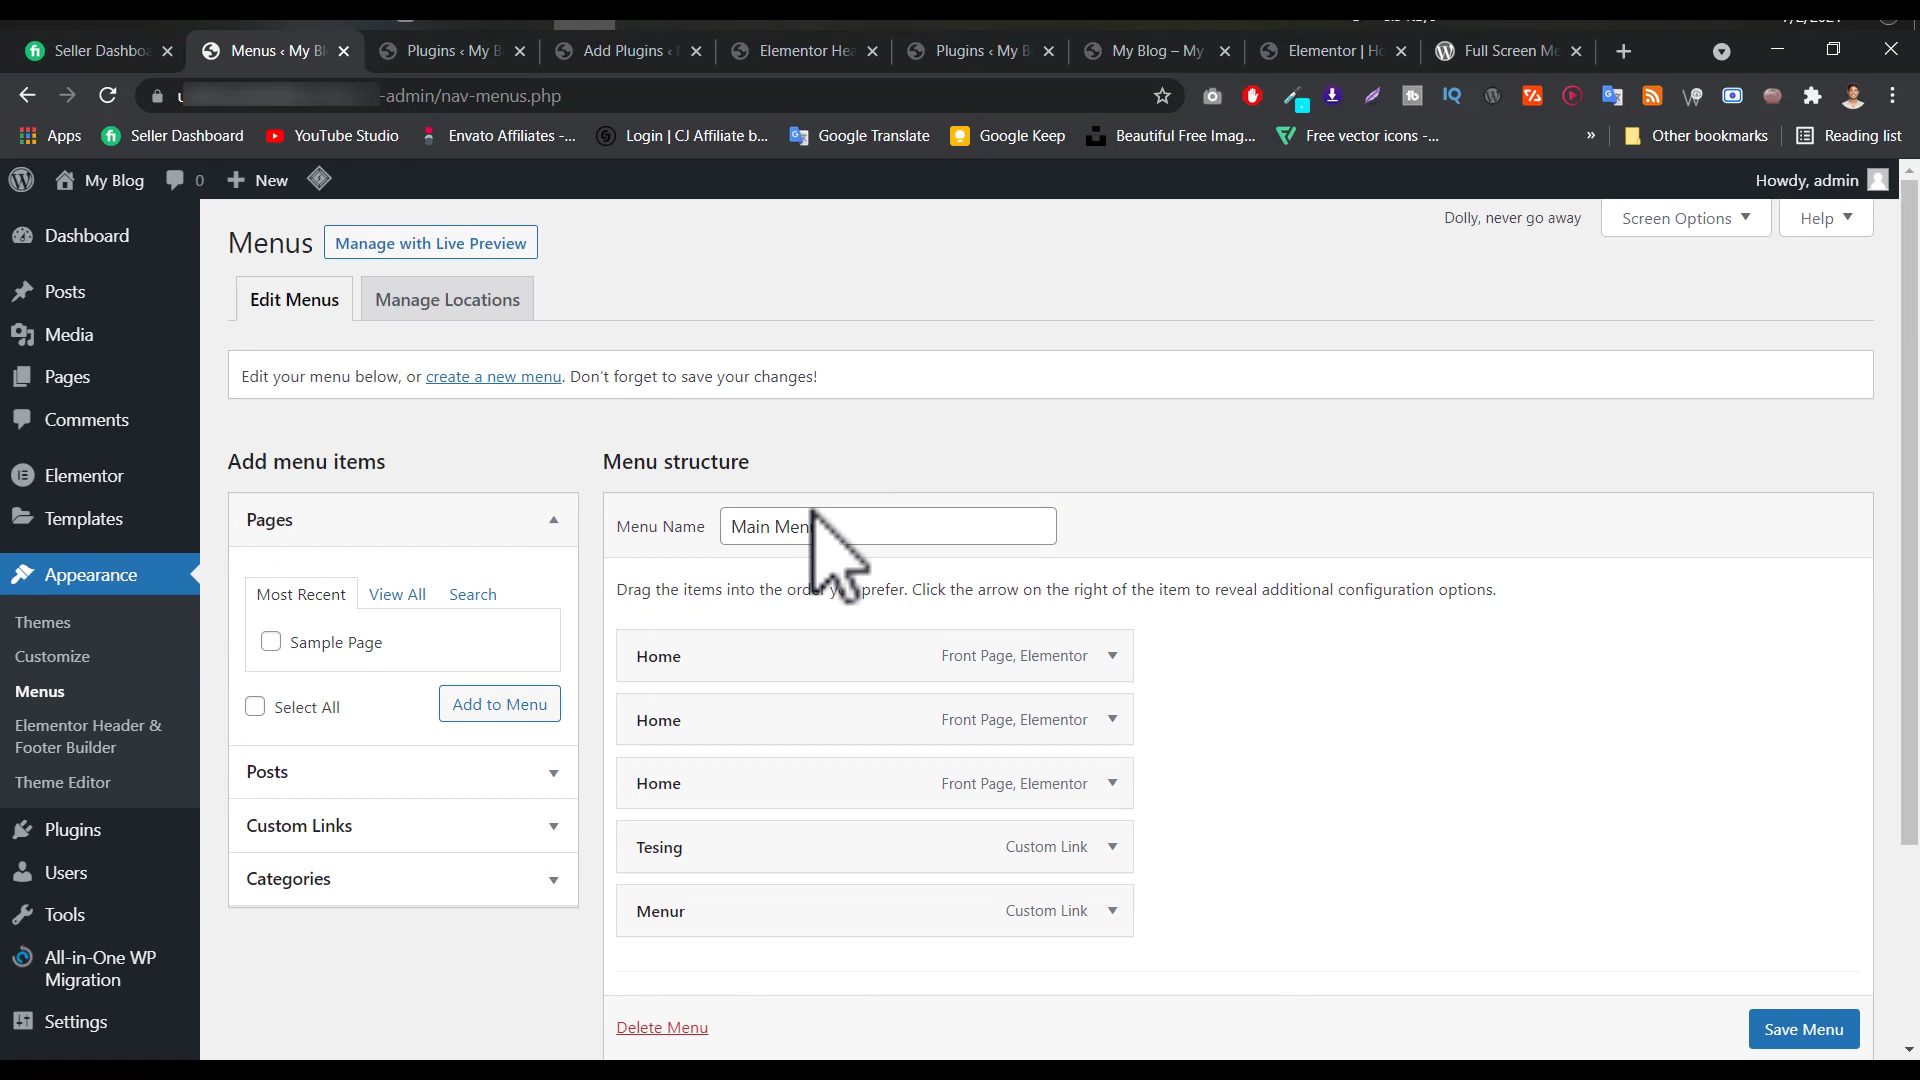 Seller Dashbo
Menus ‹ My Bl
Plugins ‹ My B
Add Plugins ‹
Elementor Hea
Plugins ‹ My B
My Blog – My
Elementor | Ho
Full Screen Me
-admin/nav-menus.php
Apps
Seller Dashboard
YouTube Studio
Envato Affiliates -...
Login | CJ Affiliate b...
Google Translate
Google Keep
Beautiful Free Imag...
Free vector icons -...
»
Other bookmarks
Reading list
My Blog
0
New
Howdy, admin
Dolly, never go away
Screen Options
Help
Dashboard
Posts
Media
Pages
Comments
Elementor
Templates
Appearance
Themes
Customize
Menus
Elementor Header &
Footer Builder
Theme Editor
Plugins
Users
Tools
All-in-One WP
Migration
Settings
Menus
Manage with Live Preview
Edit Menus
Manage Locations
Edit your menu below, or create a new menu. Don't forget to save your changes!
Add menu items
Pages
Most Recent
View All
Search
Sample Page
Select All
Add to Menu
Posts
Custom Links
Categories
Menu structure
Menu Name
Main Men
Drag the items into the order you prefer. Click the arrow on the right of the item to reveal additional configuration options.
Home Front Page, Elementor
Home Front Page, Elementor
Home Front Page, Elementor
Tesing Custom Link
Menur Custom Link
Delete Menu
Save Menu